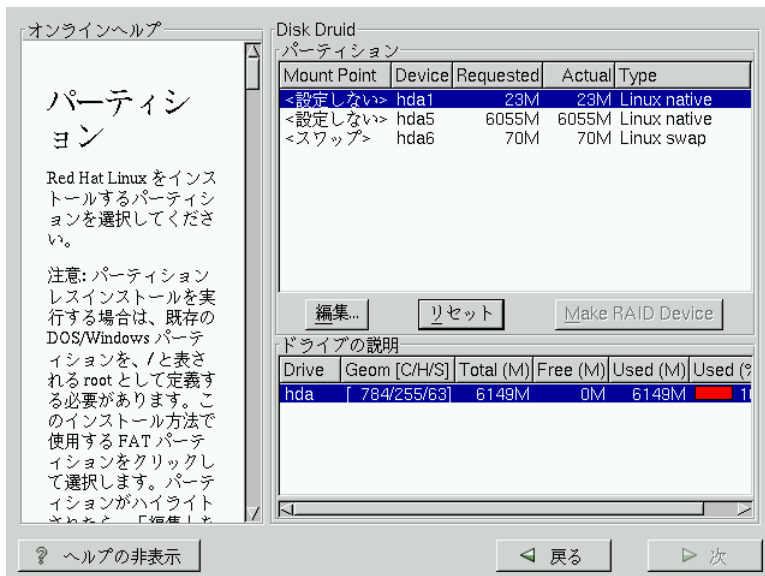 オンラインヘルプ
パーティシ
ョン
Red Hat Linux をインス
トールするパーティシ
ョンを選択してくださ
い。
注意: パーティション
レスインストールを実
行する場合は、既存の
DOS/Windows パーテ
ィションを、/ と表さ
れる root として定義す
る必要があります。こ
のインストール方法で
使用する FAT パーテ
ィションをクリックし
て選択します。パーテ
ィションがハイライト
Disk Druid
パーティション
Mount Point Device Requested Actual Type
<設定しない> hda1 23M 23M Linux native
<設定しない> hda5 6055M 6055M Linux native
<スワップ> hda6 70M 70M Linux swap
編集... リセット Make RAID Device
ドライブの説明
Drive Geom [C/H/S] Total (M) Free (M) Used (M) Used (%
hda [ 784/255/63] 6149M 0M 6149M
? ヘルプの非表示 戻る 次